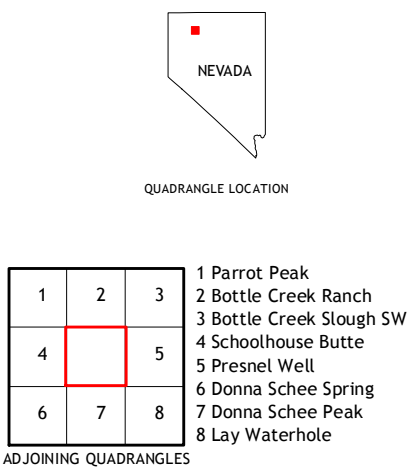 NEVADA
QUADRANGLE LOCATION
1 2 3
4 5
6 7 8
1 Parrot Peak
2 Bottle Creek Ranch
3 Bottle Creek Slough SW
4 Schoolhouse Butte
5 Presnel Well
6 Donna Schee Spring
7 Donna Schee Peak
8 Lay Waterhole
ADJOINING QUADRANGLES